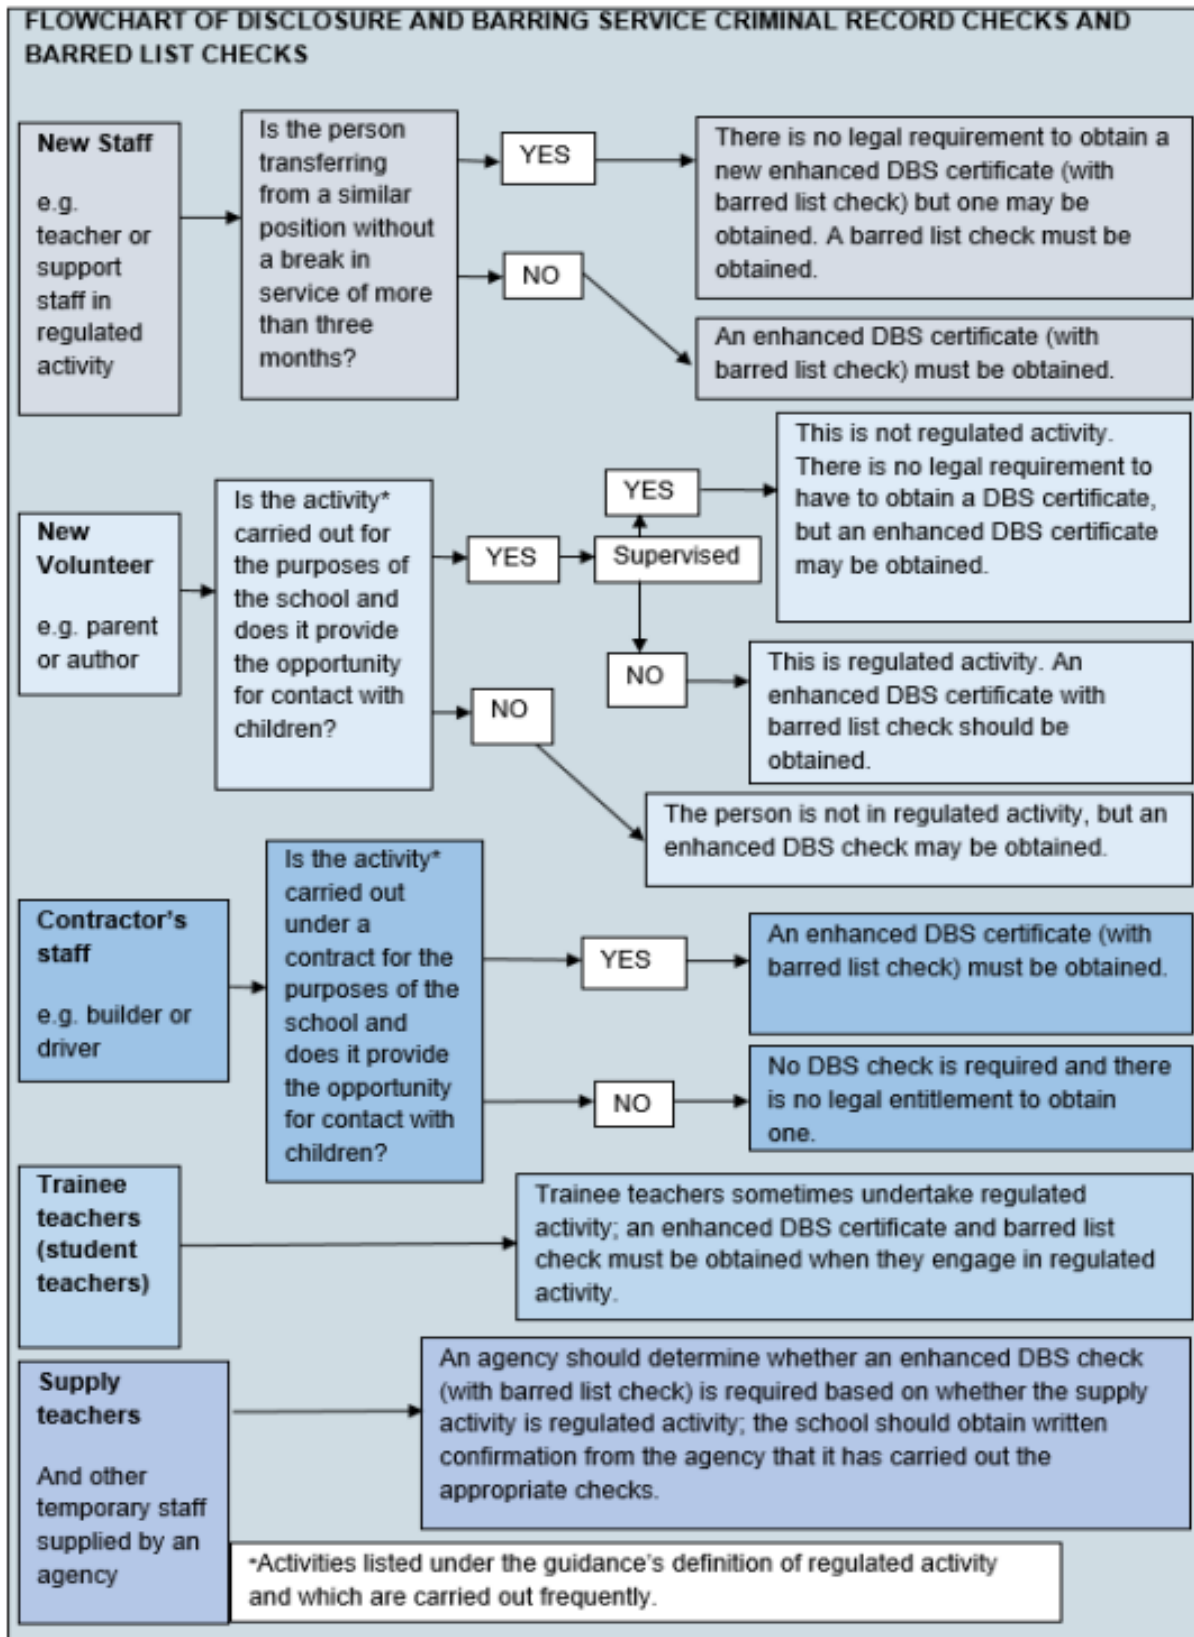 FLOWCHART OF DISCLOSURE AND BARRING SERVICE CRIMINAL RECORD CHECKS AND
BARRED LIST CHECKS
New Staff
e.g.
teacher or
support
staff in
regulated
activity
Is the person
transferring
from a similar
position without
a break in
service of more
than three
months?
YES
There is no legal requirement to obtain a
new enhanced DBS certificate (with
barred list check) but one may be
obtained. A barred list check must be
obtained.
NO
An enhanced DBS certificate (with
barred list check) must be obtained.
New
Volunteer
e.g. parent
or author
Is the activity*
carried out for
the purposes of
the school and
does it provide
the opportunity
for contact with
children?
YES
Supervised
YES
This is not regulated activity.
There is no legal requirement to
have to obtain a DBS certificate,
but an enhanced DBS certificate
may be obtained.
NO
This is regulated activity. An
enhanced DBS certificate with
barred list check should be
obtained.
NO
The person is not in regulated activity, but an
enhanced DBS check may be obtained.
Contractor's
staff
e.g. builder or
driver
Is the activity*
carried out
under a
contract for the
purposes of the
school and
does it provide
the opportunity
for contact with
children?
YES
An enhanced DBS certificate (with
barred list check) must be obtained.
NO
No DBS check is required and there
is no legal entitlement to obtain
one.
Trainee
teachers
(student
teachers)
Trainee teachers sometimes undertake regulated
activity; an enhanced DBS certificate and barred list
check must be obtained when they engage in regulated
activity.
Supply
teachers
And other
temporary staff
supplied by an
agency
An agency should determine whether an enhanced DBS check
(with barred list check) is required based on whether the supply
activity is regulated activity; the school should obtain written
confirmation from the agency that it has carried out the
appropriate checks.
*Activities listed under the guidance's definition of regulated activity
and which are carried out frequently.